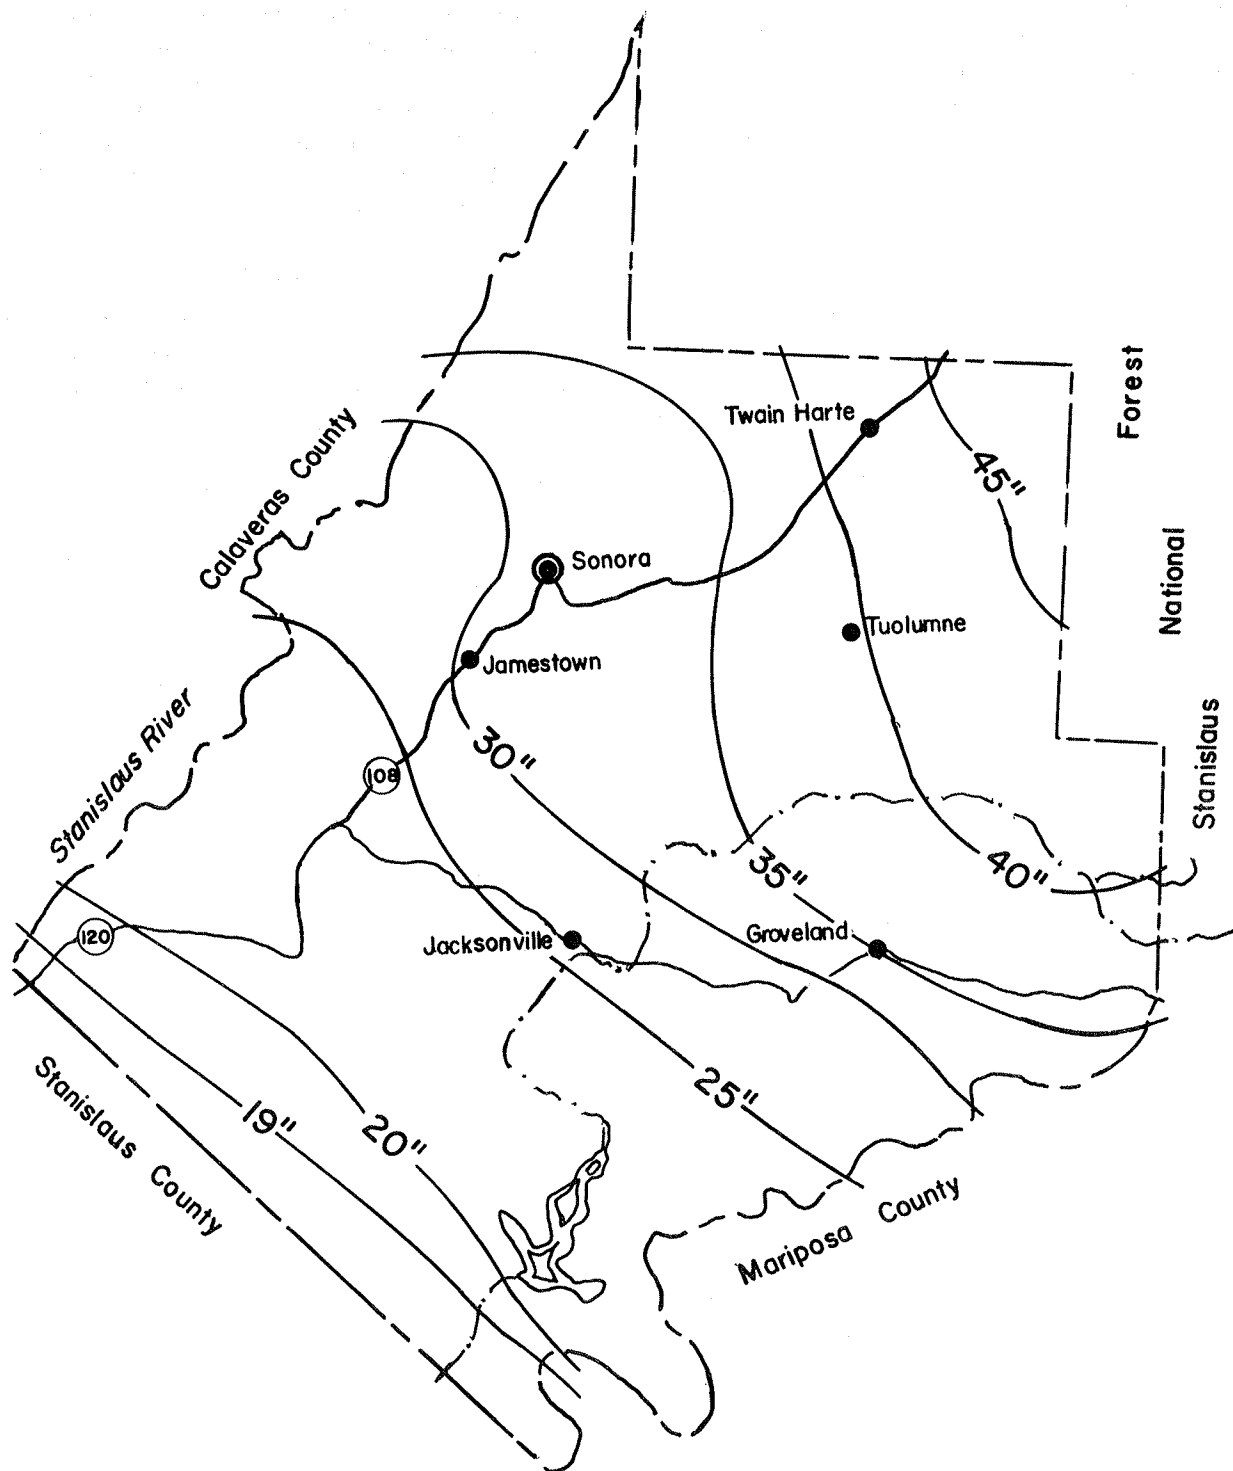 Forest
Twain Harte
45"
Calaveras County
National
Sonora
Tuolumne
Jamestown
Stanislaus
Stanislaus River
30"
108
35"
40"
120
Jacksonville
Groveland
25"
19"
20"
Stanislaus County
Mariposa County